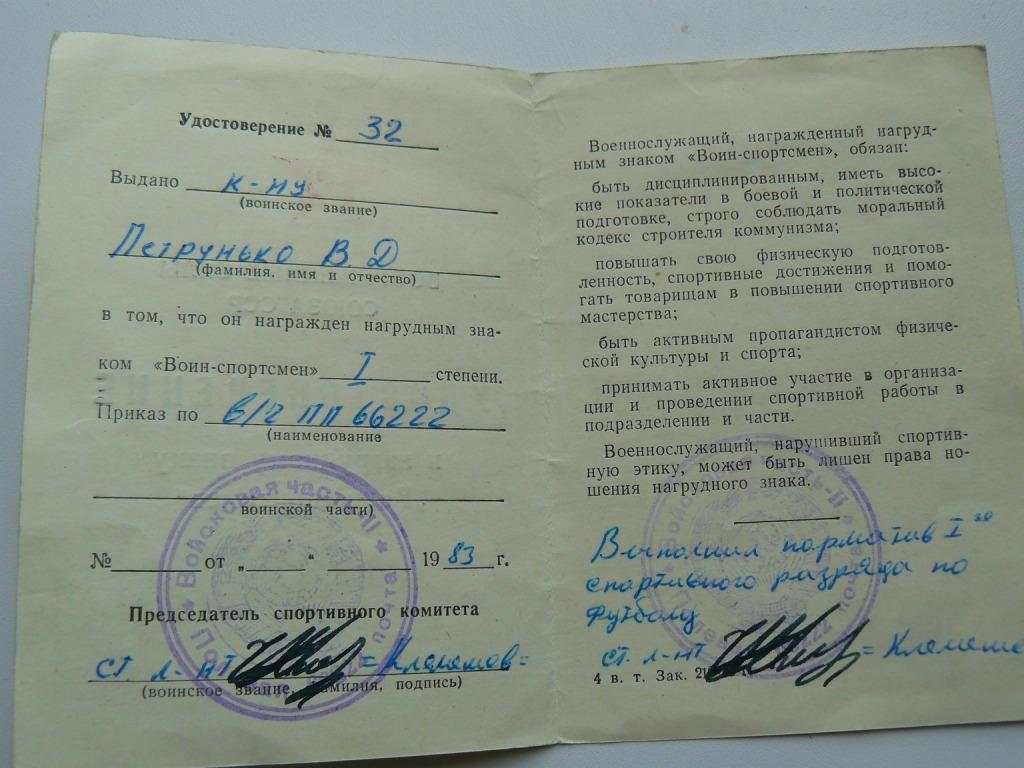 Удостоверение № 32
Выдано к-ну
(воинское звание)
Петрунько В Д
(фамилия, имя и отчество)
в том, что он награжден нагрудным зна-
ком «Воин-спортсмен» I степени.
Приказ по в/ч ПП 66222
(наименование
воинской части)
№ от „ “ 1983 г.
Председатель спортивного комитета
ст. л-нт =Клеметов=
(воинское звание, фамилия, подпись)
Войсковая часть-II
Военнослужащий, награжденный нагруд-
ным знаком «Воин-спортсмен», обязан:
быть дисциплинированным, иметь высо-
кие показатели в боевой и политической
подготовке, строго соблюдать моральный
кодекс строителя коммунизма;
повышать свою физическую подготов-
ленность, спортивные достижения и помо-
гать товарищам в повышении спортивного
мастерства;
быть активным пропагандистом физиче-
ской культуры и спорта;
принимать активное участие в организа-
ции и проведении спортивной работы в
подразделении и части.
Военнослужащий, нарушивший спортив-
ную этику, может быть лишен права но-
шения нагрудного знака.
Выполнил норматив I го
спортивного разряда по
футболу
ст. л-нт
4 в. т. Зак.